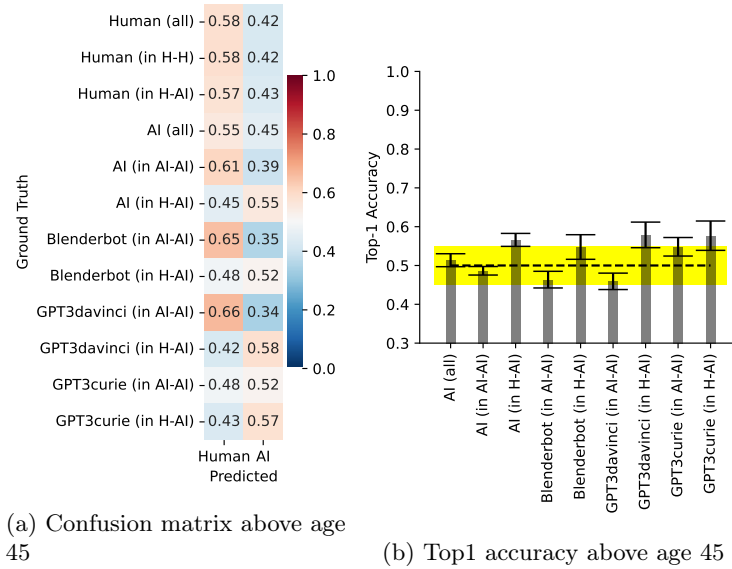 Ground Truth
Human (all) 0.58 0.42
Human (in H-H) 0.58 0.42
Human (in H-AI) 0.57 0.43
AI (all) 0.55 0.45
AI (in AI-AI) 0.61 0.39
AI (in H-AI) 0.45 0.55
Blenderbot (in AI-AI) 0.65 0.35
Blenderbot (in H-AI) 0.48 0.52
GPT3davinci (in AI-AI) 0.66 0.34
GPT3davinci (in H-AI) 0.42 0.58
GPT3curie (in AI-AI) 0.48 0.52
GPT3curie (in H-AI) 0.43 0.57
Human AI
Predicted
1.0
0.8
0.6
0.4
0.2
0.0
(a) Confusion matrix above age
45
Top-1 Accuracy
1.0
0.9
0.8
0.7
0.6
0.5
0.4
0.3
AI (all)
AI (in AI-AI)
AI (in H-AI)
Blenderbot (in AI-AI)
Blenderbot (in H-AI)
GPT3davinci (in AI-AI)
GPT3davinci (in H-AI)
GPT3curie (in AI-AI)
GPT3curie (in H-AI)
(b) Top1 accuracy above age 45